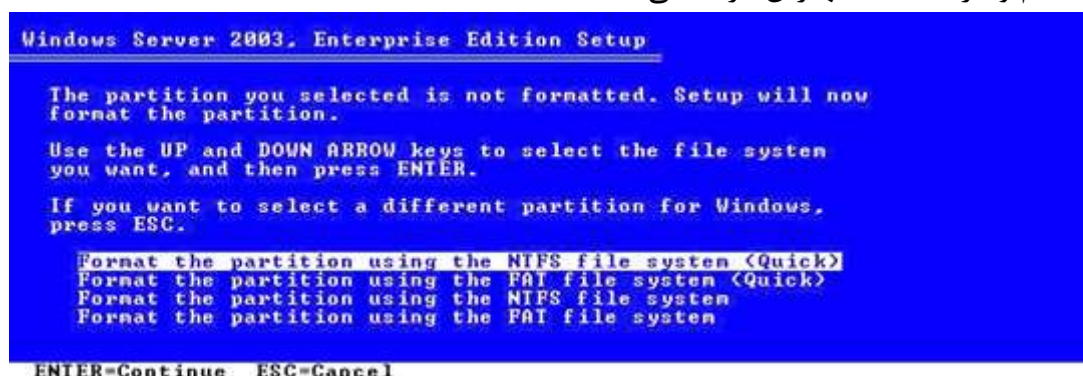 Windows Server 2003, Enterprise Edition Setup
The partition you selected is not formatted. Setup will now
format the partition.
Use the UP and DOWN ARROW keys to select the file system
you want, and then press ENTER.
If you want to select a different partition for Windows,
press ESC.
Format the partition using the NTFS file system (Quick)
Format the partition using the FAT file system (Quick)
Format the partition using the NTFS file system
Format the partition using the FAT file system
ENTER=Continue ESC=Cancel